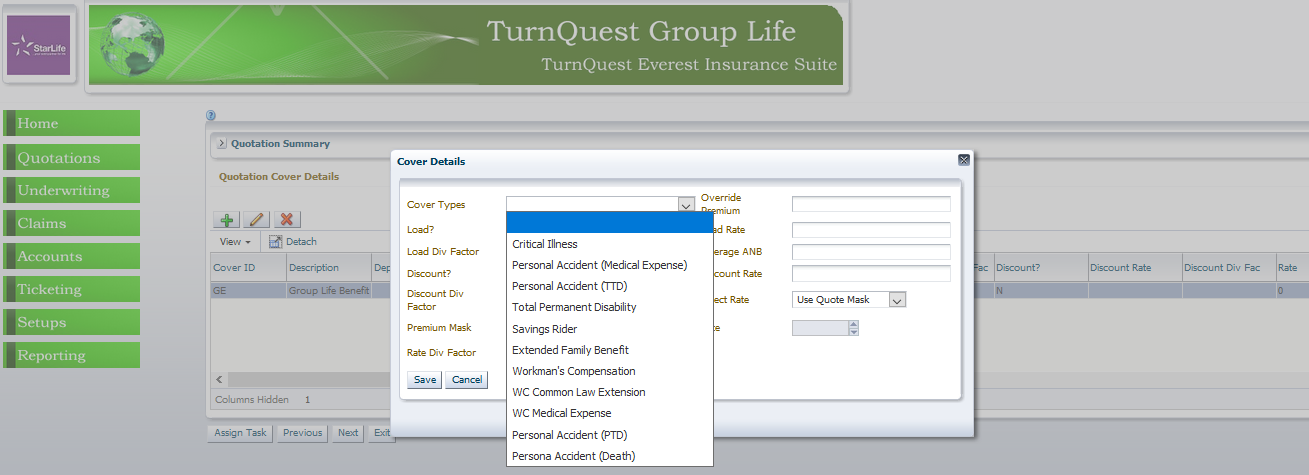 StarLife
TurnQuest Group Life
TurnQuest Everest Insurance Suite
Home
Quotations
Underwriting
Claims
Accounts
Ticketing
Setups
Reporting
Quotation Summary
Quotation Cover Details
View
Detach
Cover ID Description Dep Fac Discount? Discount Rate Discount Div Fac Rate
GE Group Life Benefit N 0
Columns Hidden 1
Assign Task Previous Next Exit
Cover Details
Cover Types
Override
Premium
Load?
Load Div Factor
Discount?
Discount Div
Factor
Use Quote Mask
Premium Mask
Rate Div Factor
Save Cancel
Critical Illness
Personal Accident (Medical Expense)
Personal Accident (TTD)
Total Permanent Disability
Savings Rider
Extended Family Benefit
Workman's Compensation
WC Common Law Extension
WC Medical Expense
Personal Accident (PTD)
Persona Accident (Death)
ad Rate
erage ANB
count Rate
ect Rate